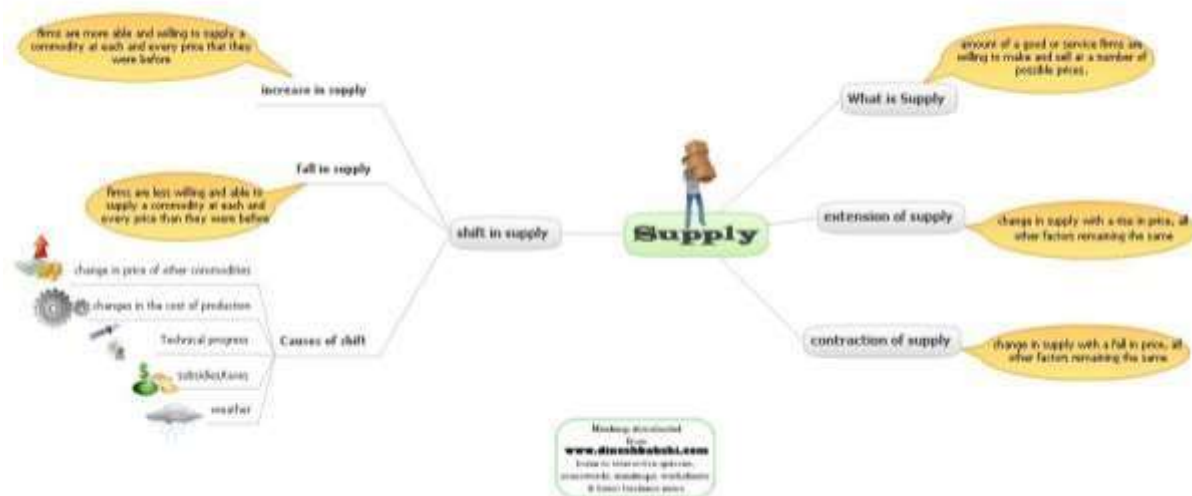 firms are more able and willing to supply a
commodity at each and every price that they
were before
increase in supply
fall in supply
firms are less willing and able to
supply a commodity at each and
every price than they were before
shift in supply
change in price of other commodities
changes in the cost of production
Technical progress
subsidies/taxes
weather
Causes of shift
Supply
amount of a good or service firms are
willing to make and sell at a number of
possible prices.
What is Supply
extension of supply
change in supply with a rise in price, all
other factors remaining the same
contraction of supply
change in supply with a fall in price, all
other factors remaining the same
Mindmap downloaded
from
www.dineshbakshi.com